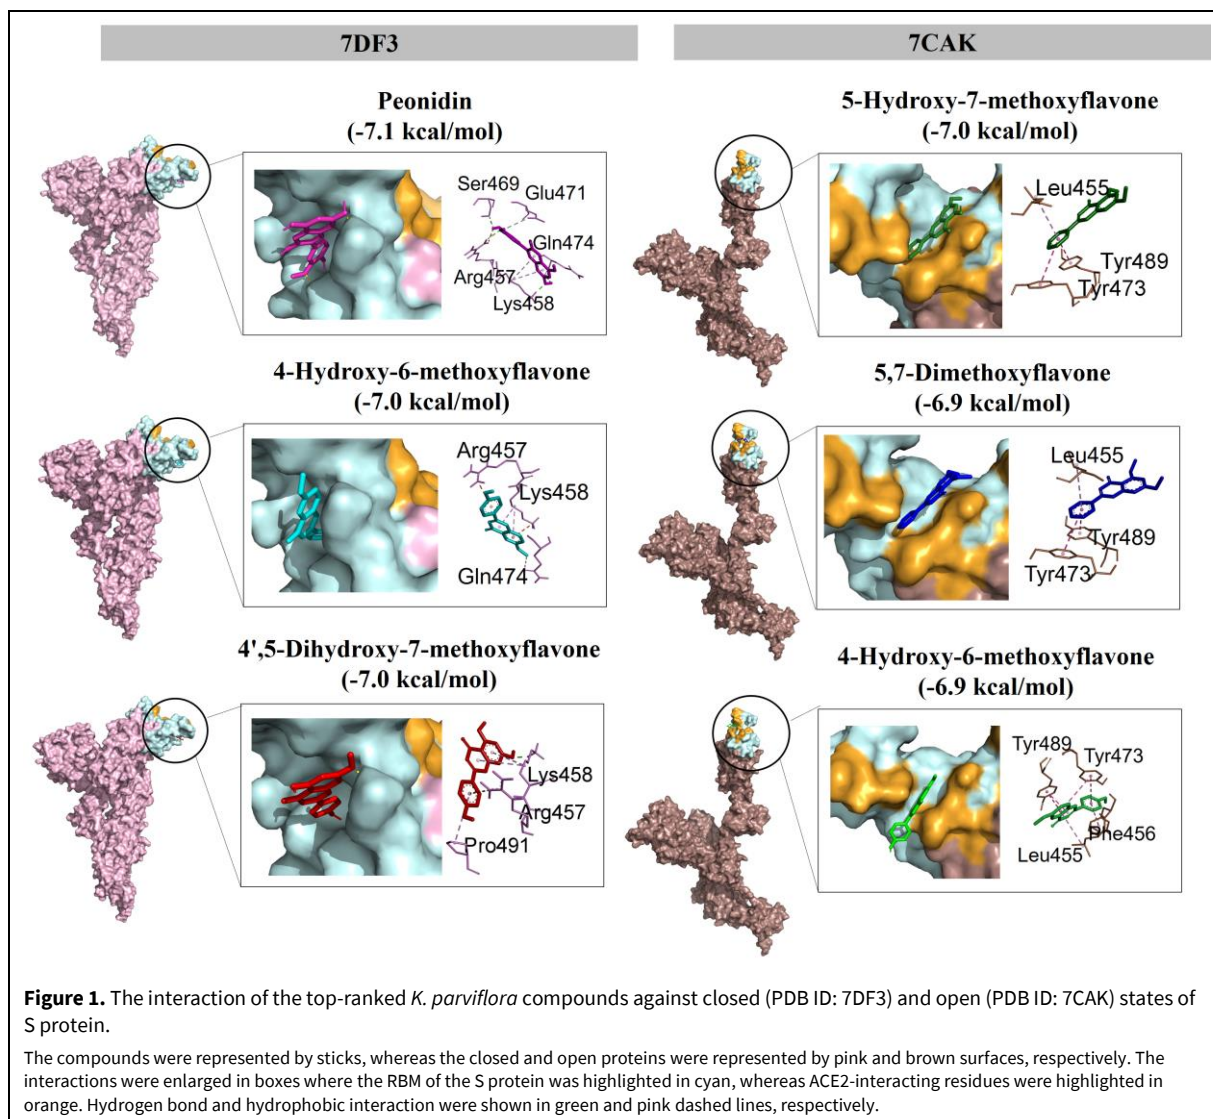 7DF3
Peonidin
(-7.1 kcal/mol)
Ser469
Glu471
Gln474
Arg457
Lys458
4-Hydroxy-6-methoxyflavone
(-7.0 kcal/mol)
Arg457
Lys458
Gln474
4',5-Dihydroxy-7-methoxyflavone
(-7.0 kcal/mol)
Lys458
Arg457
Pro491
7CAK
5-Hydroxy-7-methoxyflavone
(-7.0 kcal/mol)
Leu455
Tyr489
Tyr473
5,7-Dimethoxyflavone
(-6.9 kcal/mol)
Leu455
Tyr489
Tyr473
4-Hydroxy-6-methoxyflavone
(-6.9 kcal/mol)
Tyr489
Tyr473
Phe456
Leu455
Figure 1. The interaction of the top-ranked K. parviflora compounds against closed (PDB ID: 7DF3) and open (PDB ID: 7CAK) states of
S protein.
The compounds were represented by sticks, whereas the closed and open proteins were represented by pink and brown surfaces, respectively. The
interactions were enlarged in boxes where the RBM of the S protein was highlighted in cyan, whereas ACE2-interacting residues were highlighted in
orange. Hydrogen bond and hydrophobic interaction were shown in green and pink dashed lines, respectively.